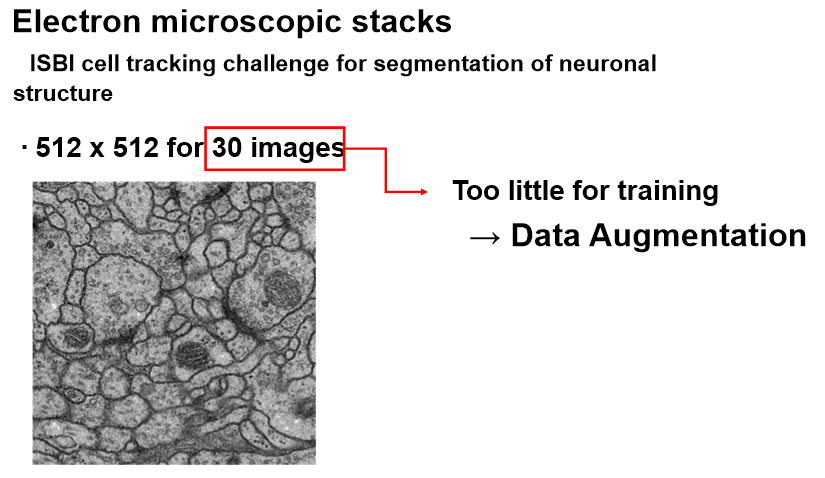 Electron microscopic stacks
ISBI cell tracking challenge for segmentation of neuronal
structure
· 512 x 512 for 30 images
Too little for training
→ Data Augmentation